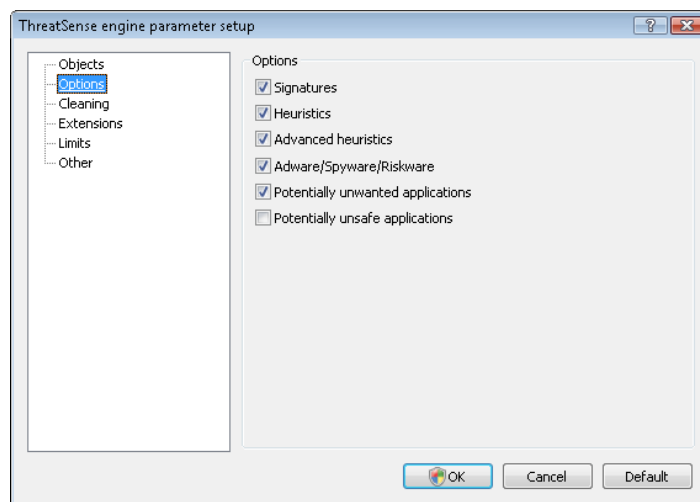 ThreatSense engine parameter setup
Objects
Options
Cleaning
Extensions
Limits
Other
Options
Signatures
Heuristics
Advanced heuristics
Adware/Spyware/Riskware
Potentially unwanted applications
Potentially unsafe applications
OK
Cancel
Default